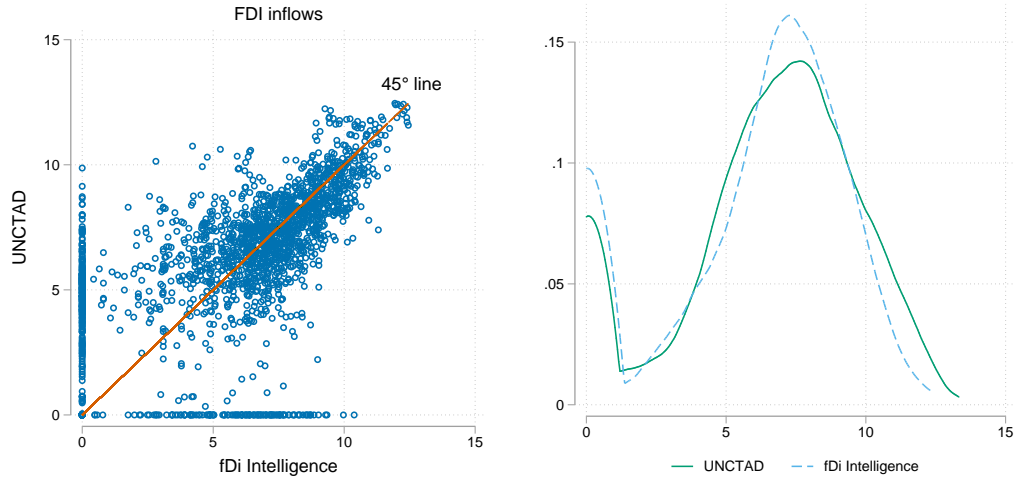 FDI inflows
15
10
5
0
UNCTAD
45° line
0 5 10 15
fDi Intelligence
.15
.1
.05
0
0 5 10 15
UNCTAD fDi Intelligence